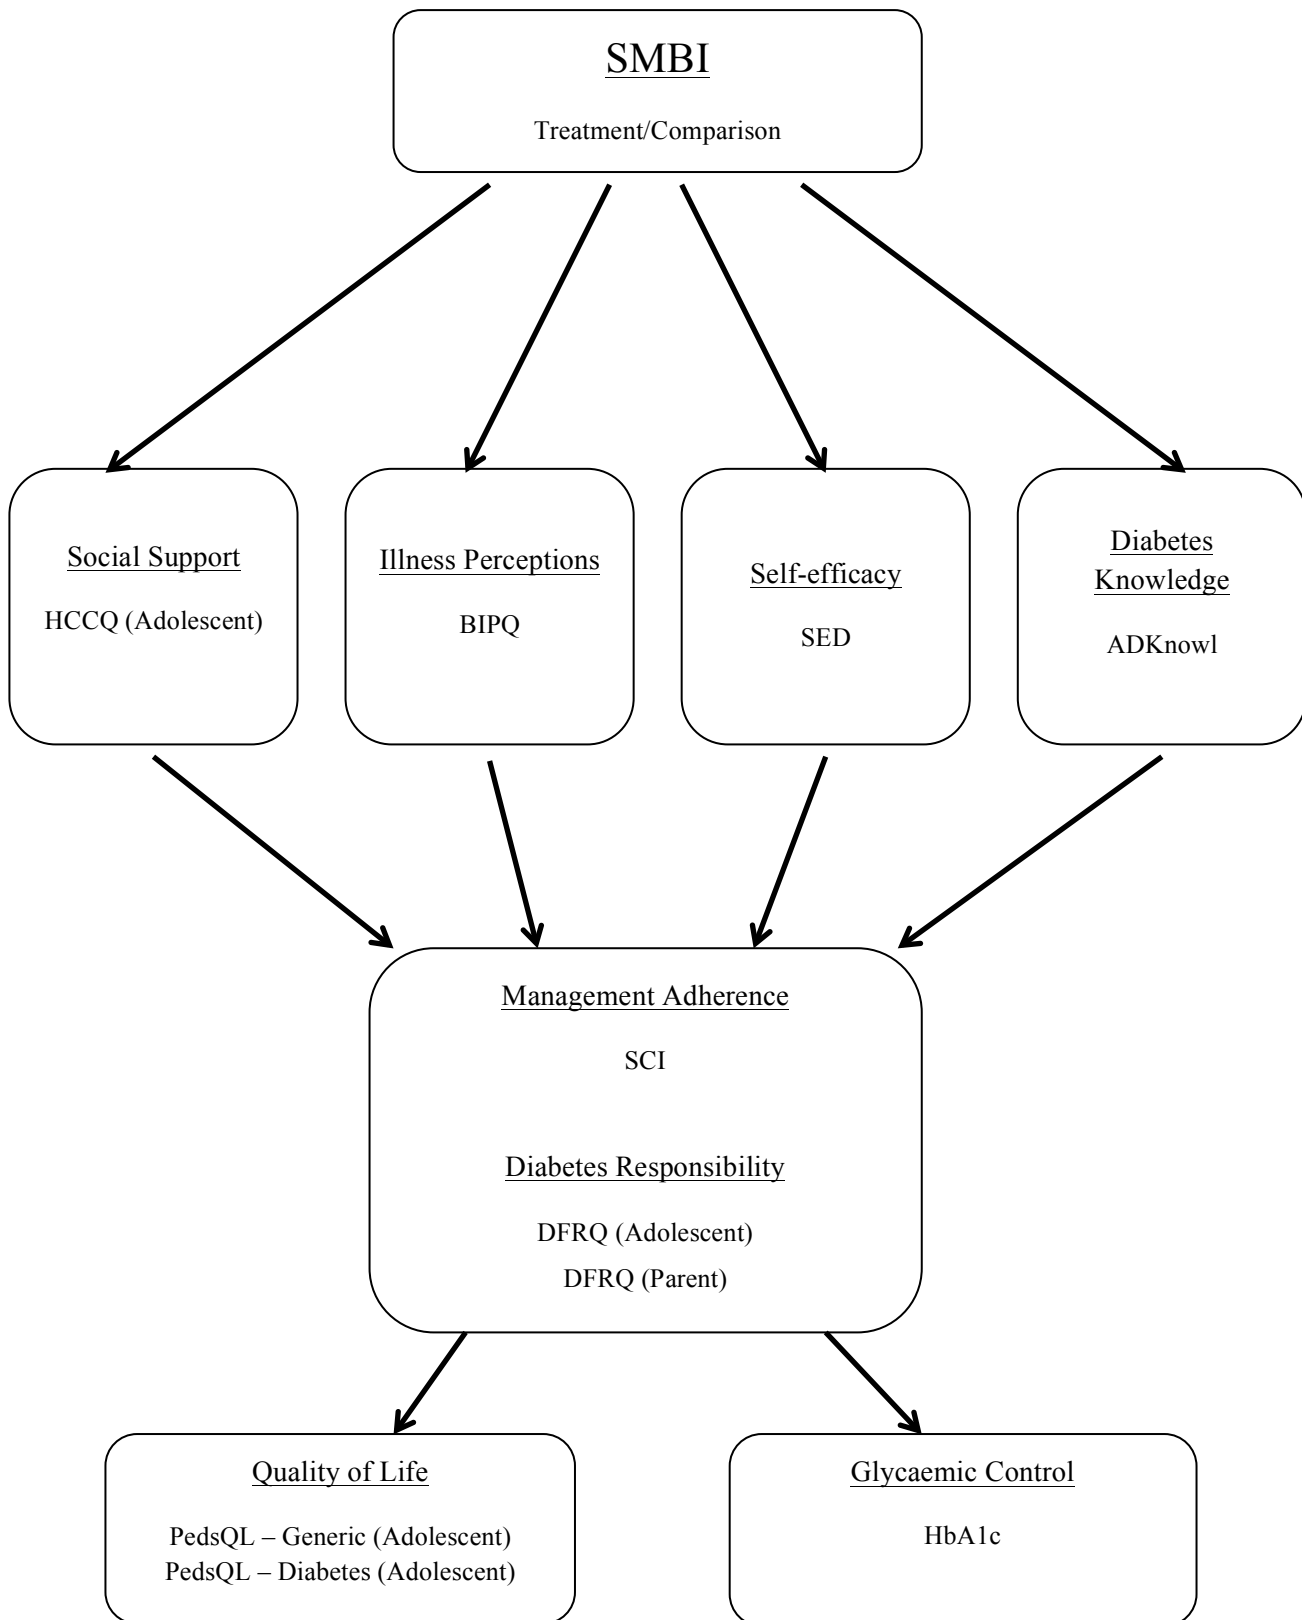 SMBI
Treatment/Comparison
Social Support
HCCQ (Adolescent)
Illness Perceptions
BIPQ
Self-efficacy
SED
Diabetes
Knowledge
ADKnowl
Management Adherence
SCI
Diabetes Responsibility
DFRQ (Adolescent)
DFRQ (Parent)
Quality of Life
PedsQL – Generic (Adolescent)
PedsQL – Diabetes (Adolescent)
Glycaemic Control
HbA1c